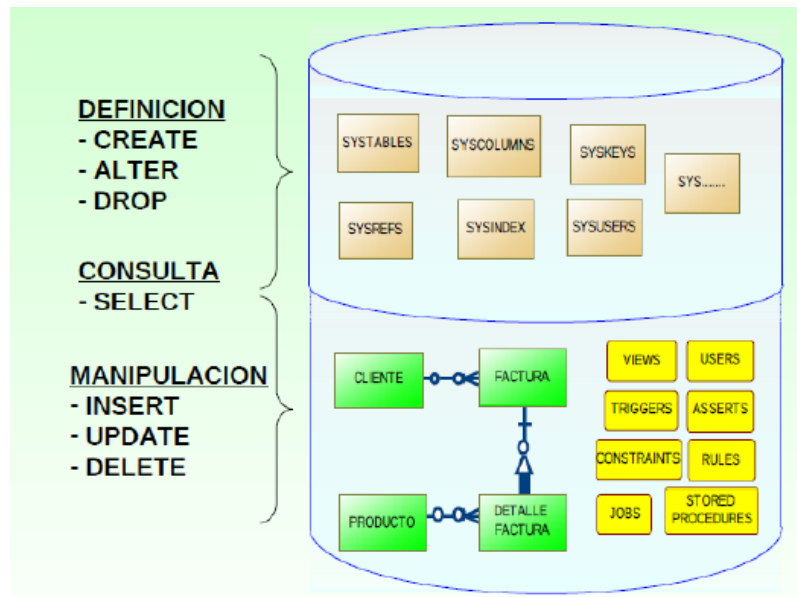 DEFINICION
- CREATE
- ALTER
- DROP
CONSULTA
- SELECT
MANIPULACION
- INSERT
- UPDATE
- DELETE
SYSTABLES
SYSCOLUMNS
SYSKEYS
SYS.......
SYSREFS
SYSINDEX
SYSUSERS
CLIENTE
FACTURA
PRODUCTO
DETALLE
FACTURA
VIEWS
USERS
TRIGGERS
ASSERTS
CONSTRAINTS
RULES
JOBS
STORED
PROCEDURES